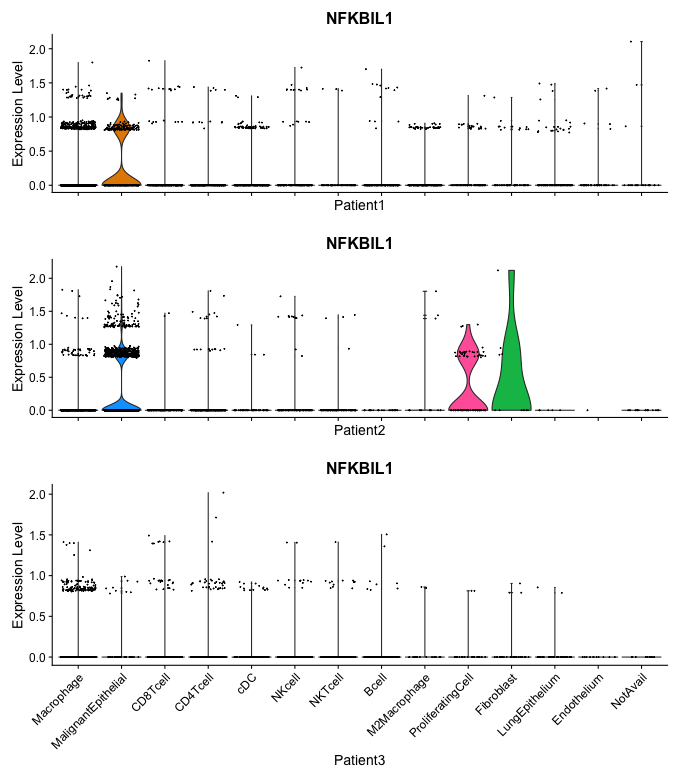 NFKBIL1
Expression Level
2.0
1.5
1.0
0.5
0.0
Patient1
NFKBIL1
Expression Level
2.0
1.5
1.0
0.5
0.0
Patient2
NFKBIL1
Expression Level
2.0
1.5
1.0
0.5
0.0
Macrophage
MalignantEpithelial
CD8Tcell
CD4Tcell
cDC
NKcell
NKTcell
Bcell
M2Macrophage
ProliferatingCell
Fibroblast
LungEpithelium
Endothelium
NotAvail
Patient3